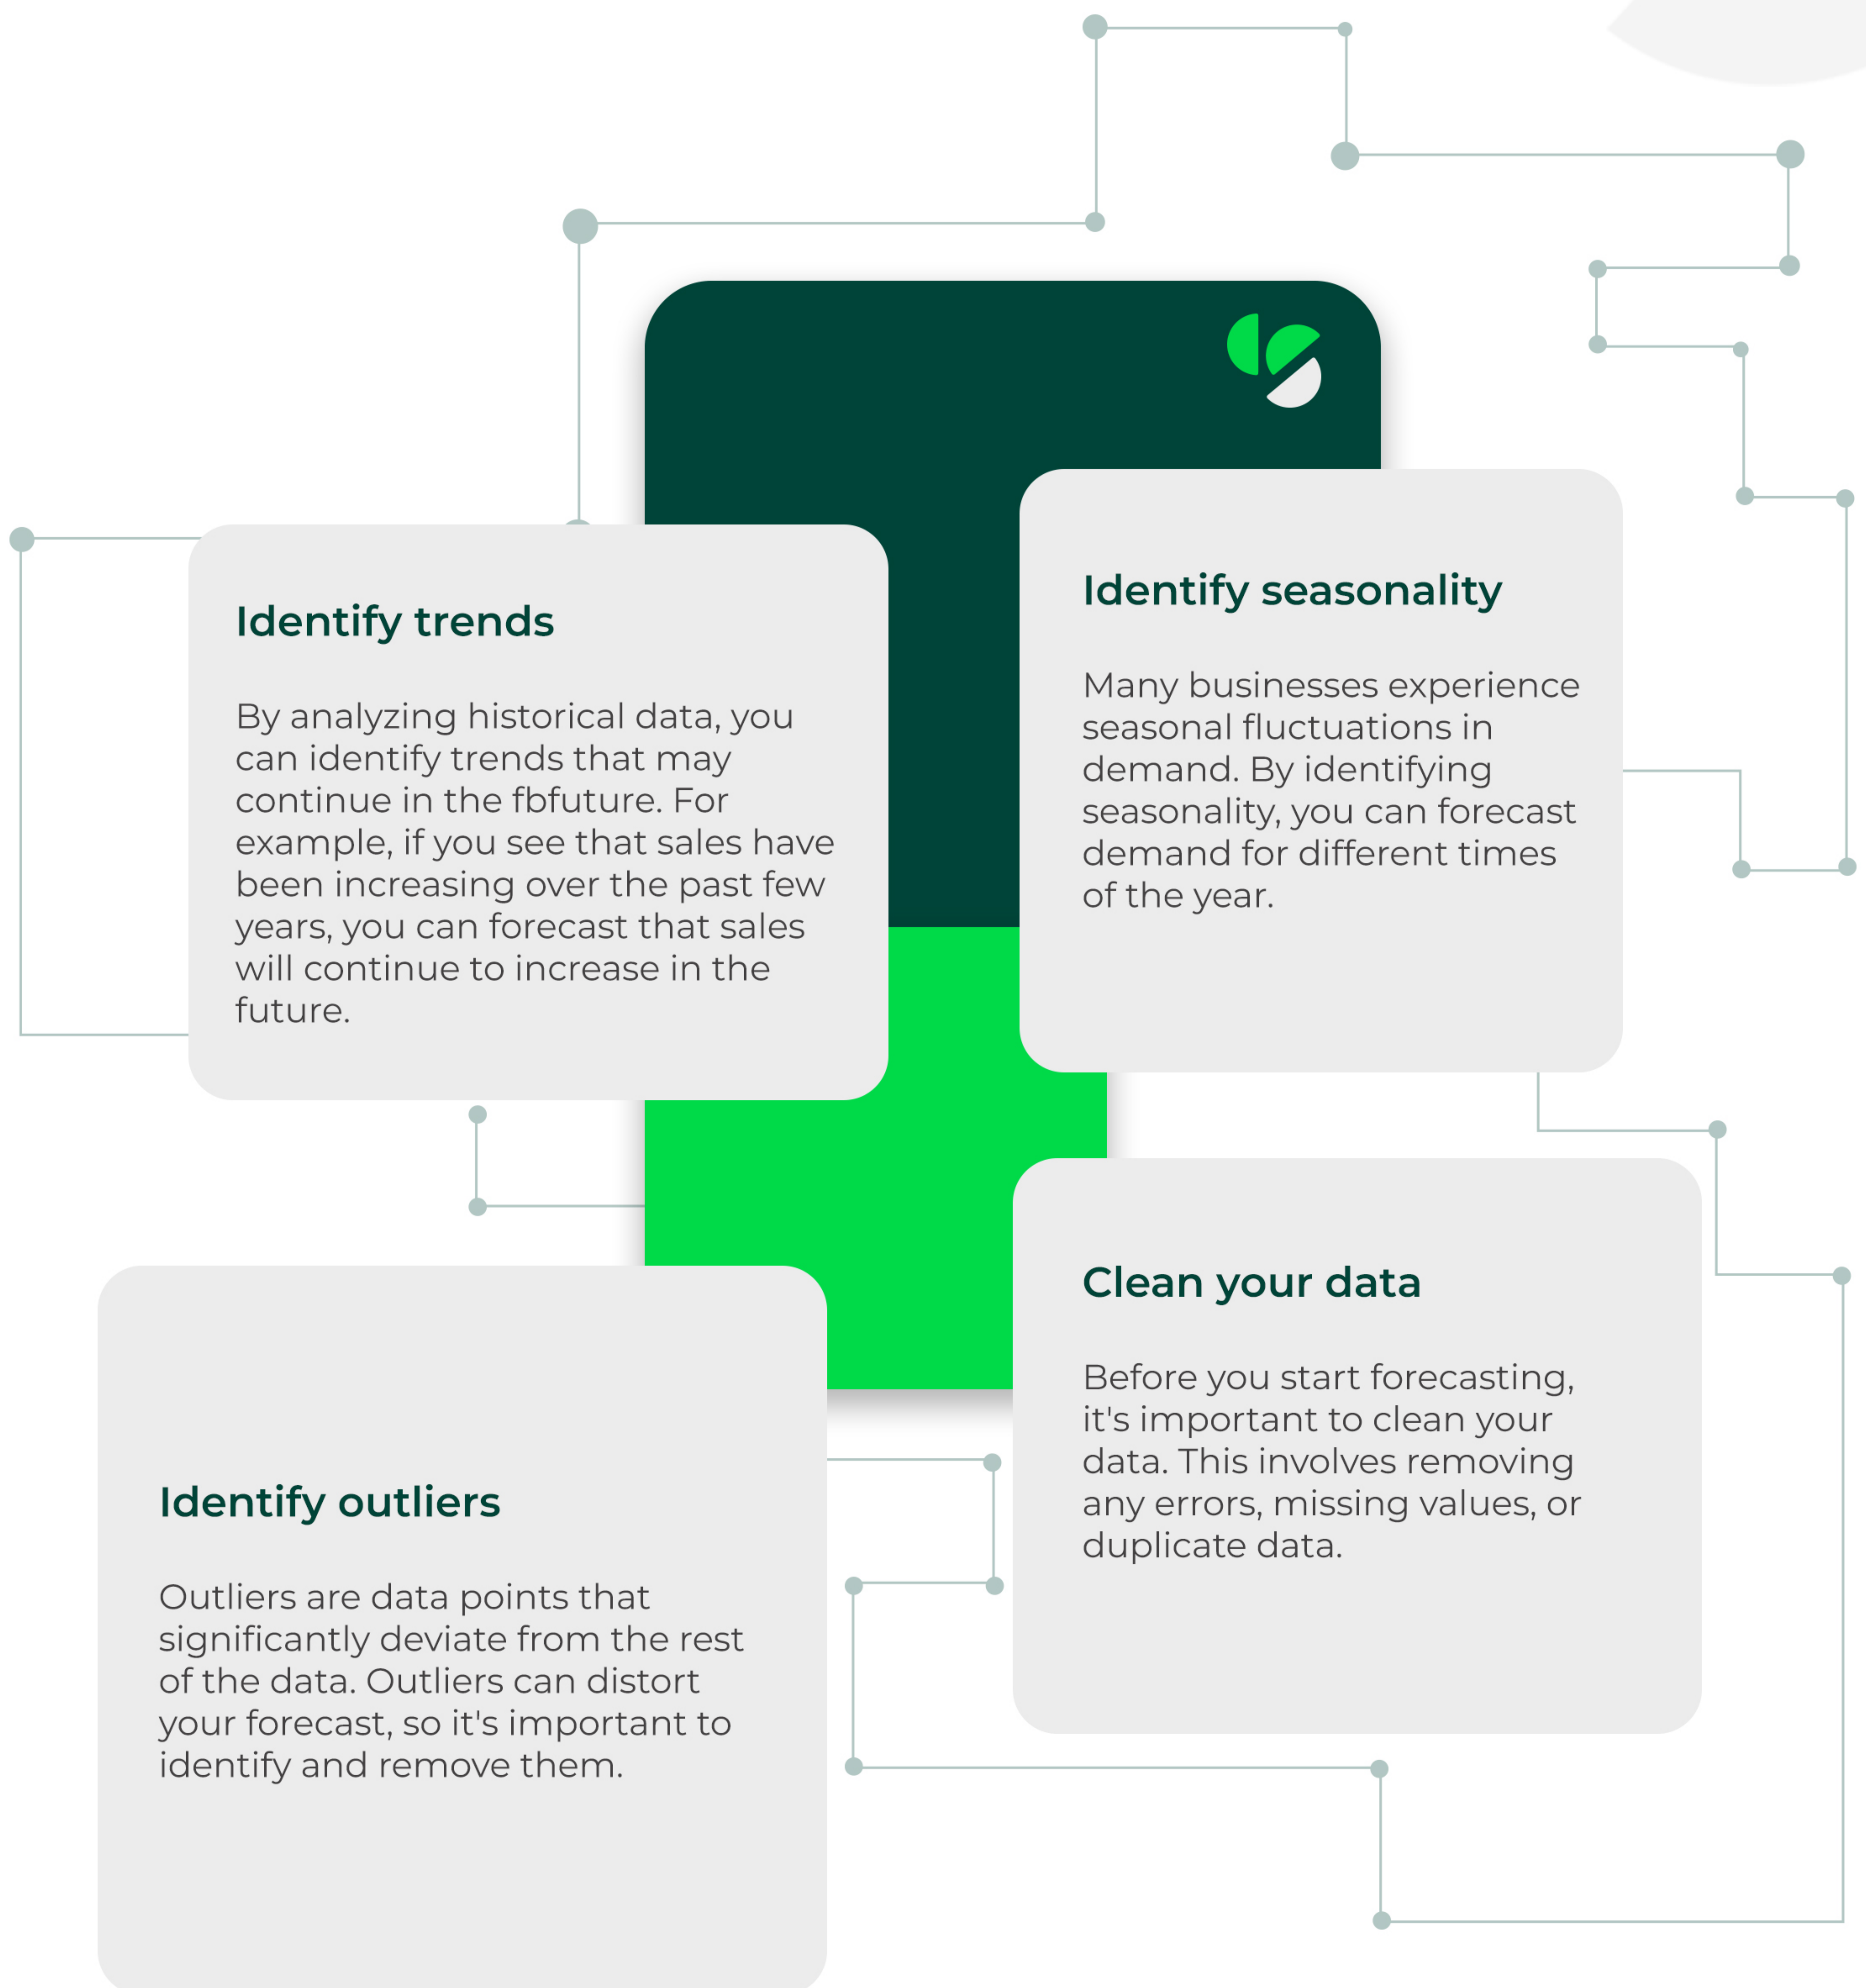 Identify trends
By analyzing historical data, you
can identify trends that may
continue in the fbfuture. For
example, if you see that sales have
been increasing over the past few
years, you can forecast that sales
will continue to increase in the
future.
Identify seasonality
Many businesses experience
seasonal fluctuations in
demand. By identifying
seasonality, you can forecast
demand for different times
of the year.
Identify outliers
Outliers are data points that
significantly deviate from the rest
of the data. Outliers can distort
your forecast, so it's important to
identify and remove them.
Clean your data
Before you start forecasting,
it's important to clean your
data. This involves removing
any errors, missing values, or
duplicate data.